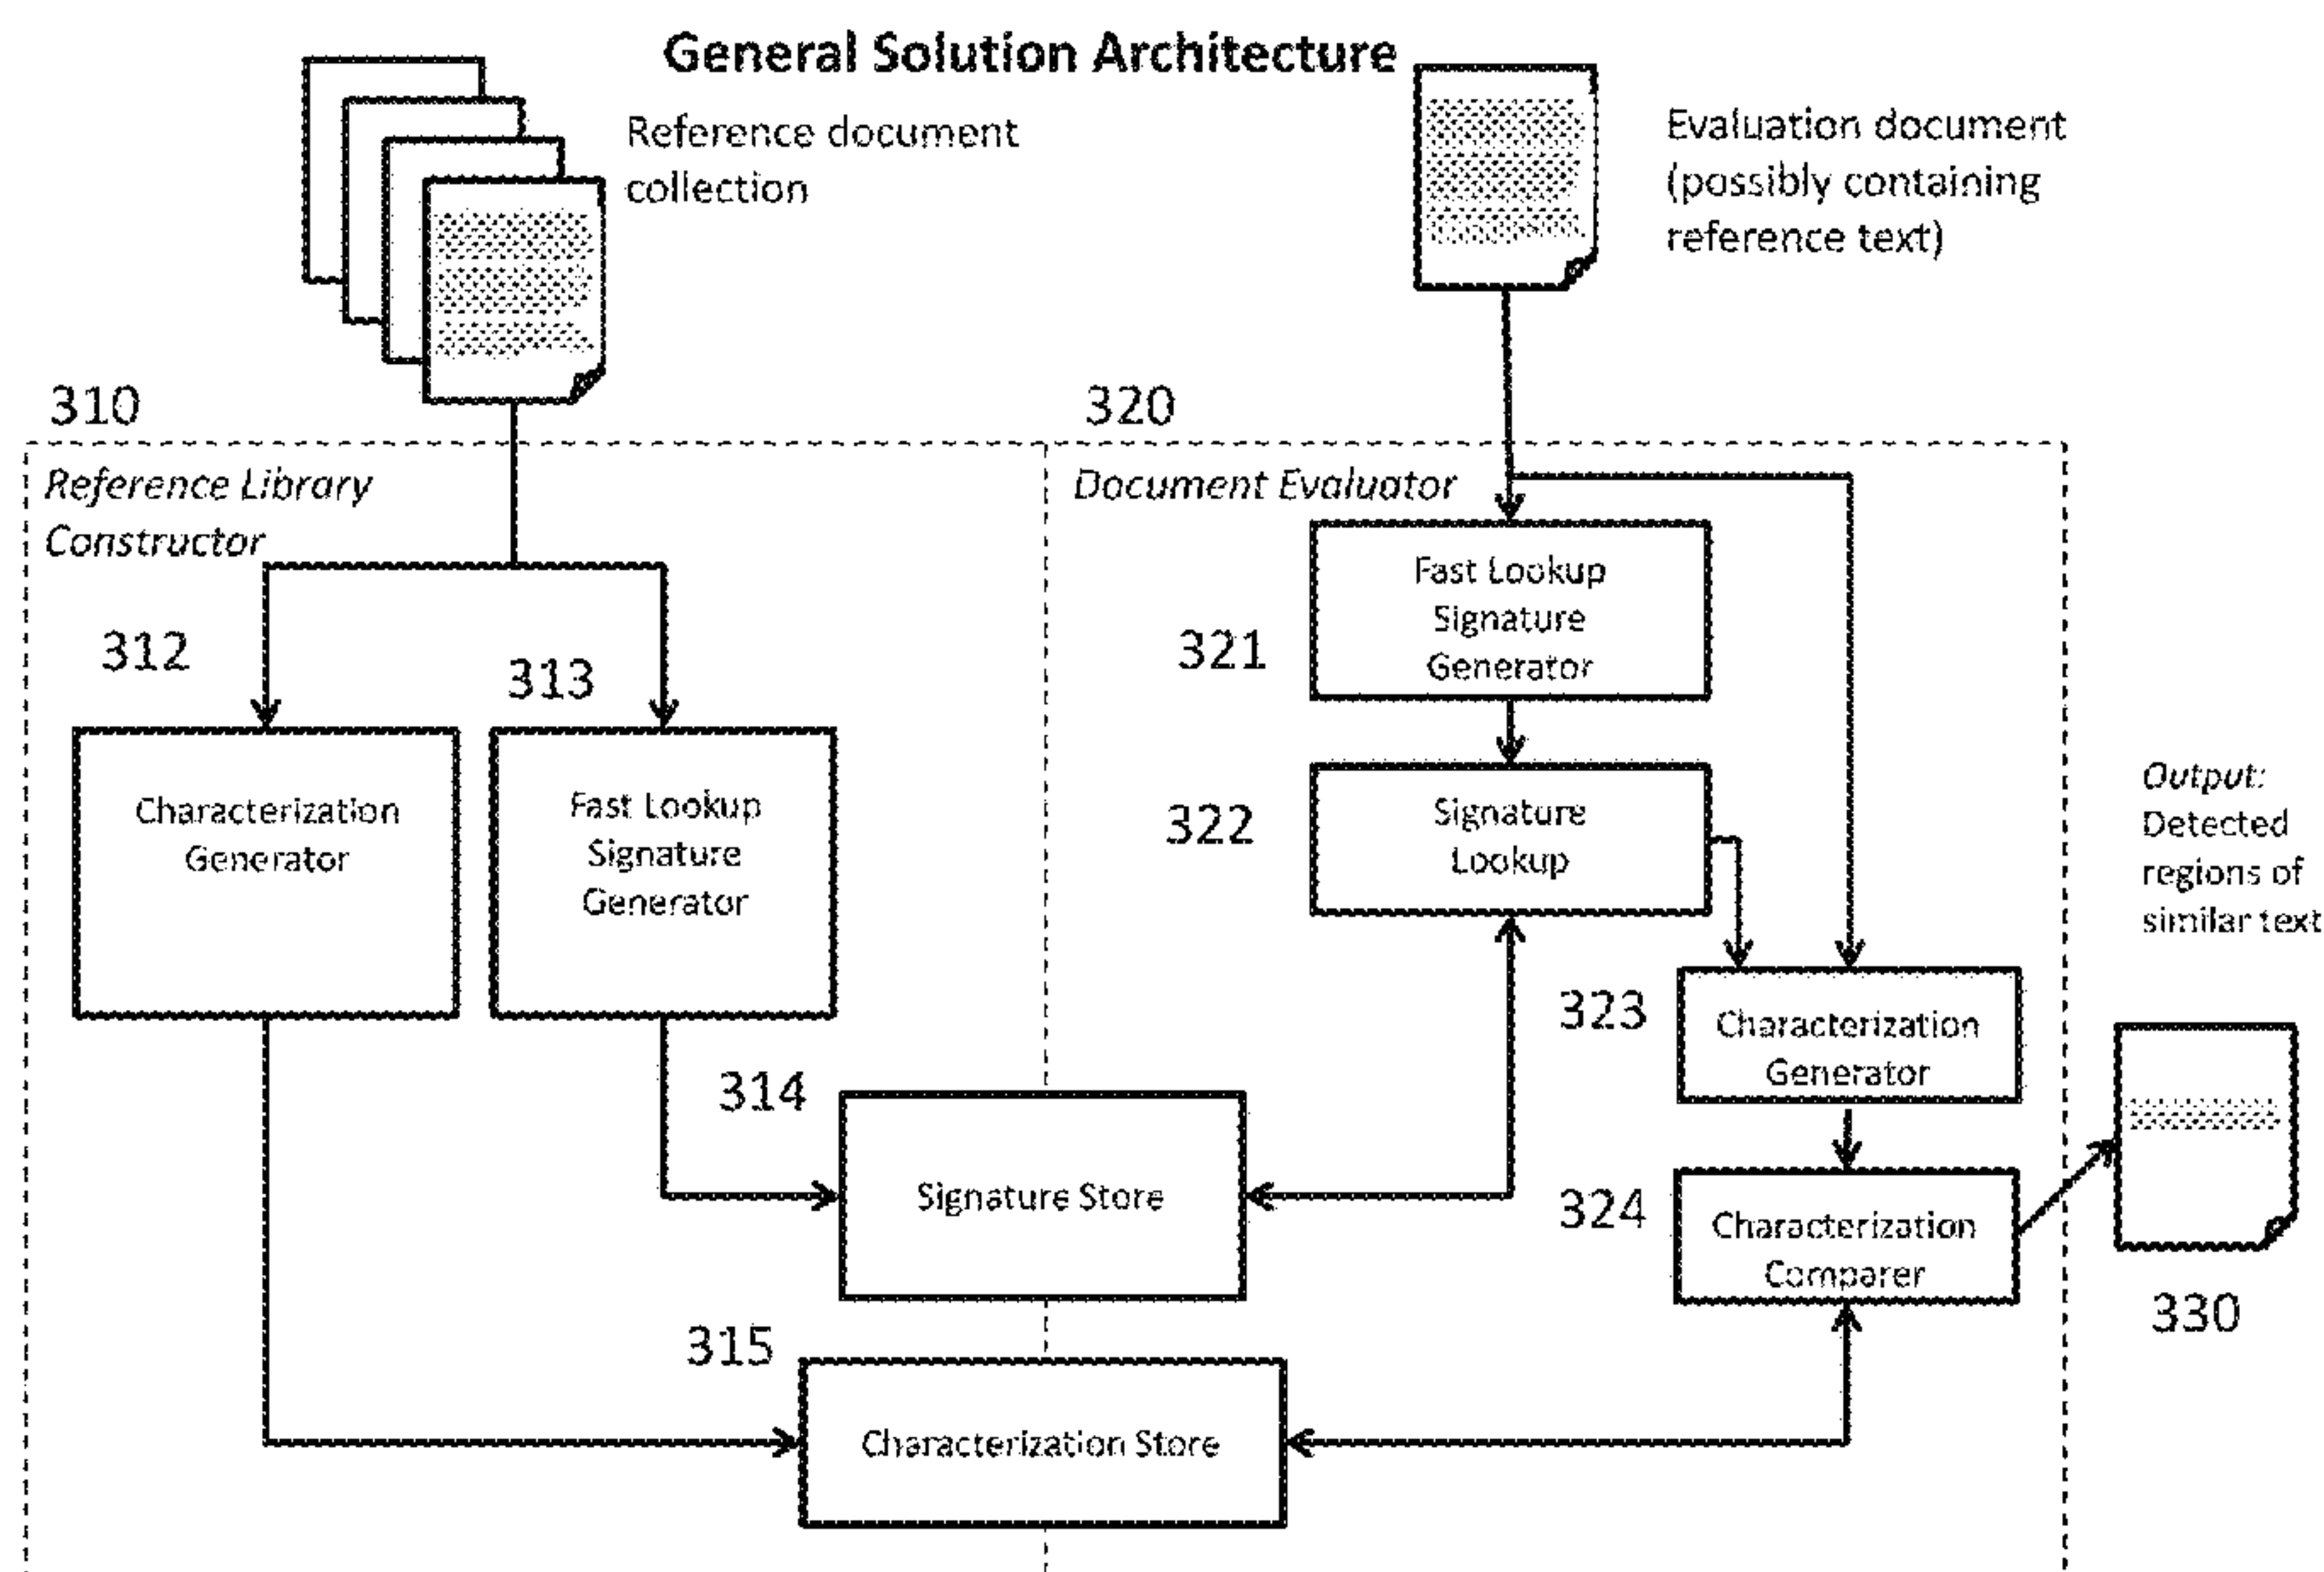 General Solution Architecture
Reference document
collection
Evaluation document
(possibly containing
reference text)
310
320
Reference Library
Constructor
Document Evaluator
312
313
Characterization
Generator
Fast Lookup
Signature
Generator
321
Fast Lookup
Signature
Generator
322
Signature
Lookup
Output:
Detected
regions of
similar text
323
Characterization
Generator
314
Signature Store
324
Characterization
Comparer
330
315
Characterization Store